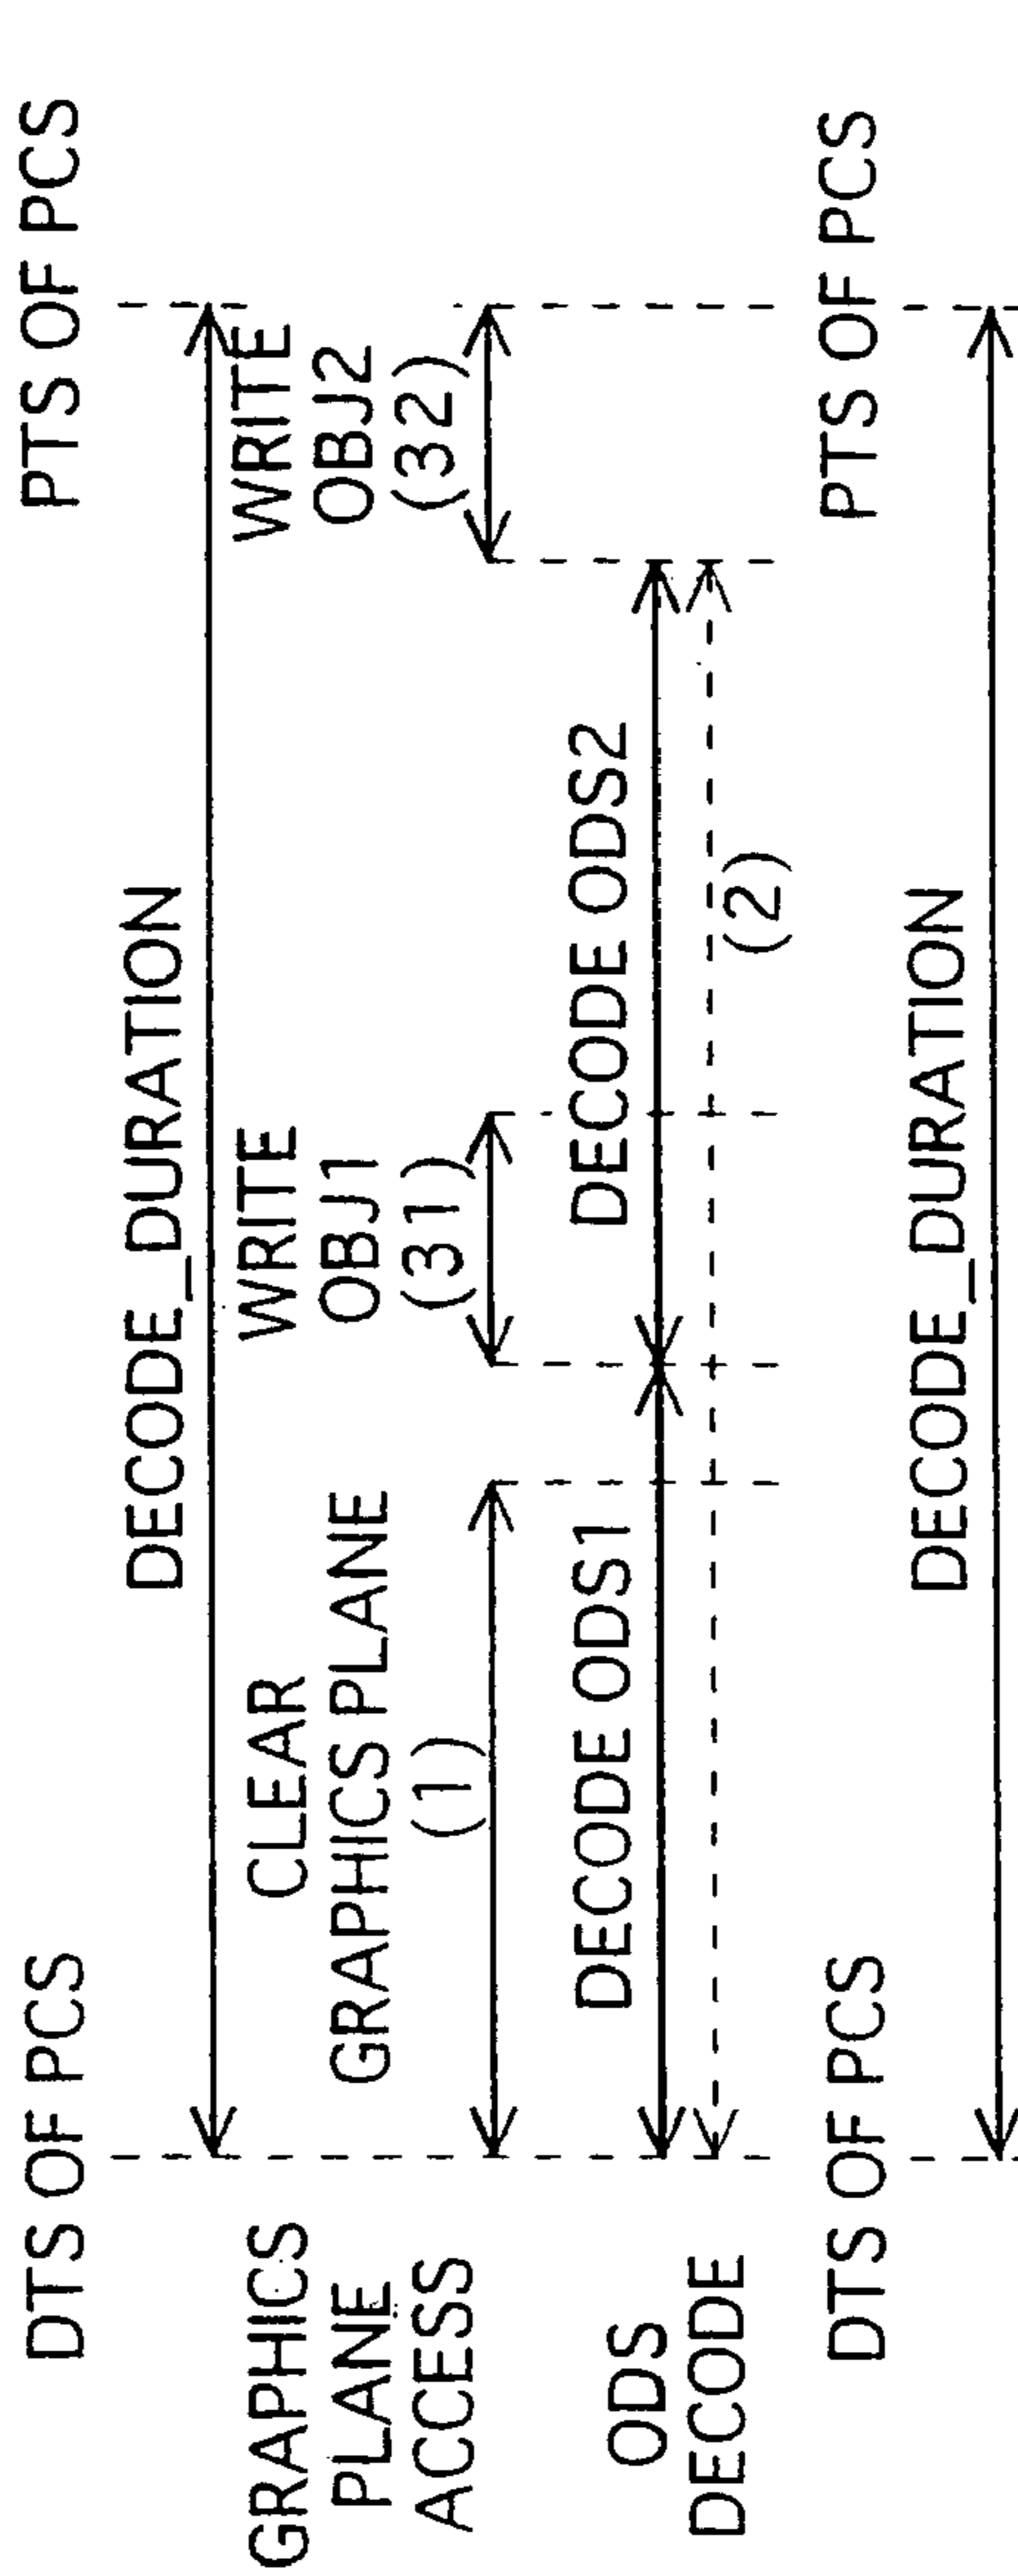 DTS OF PCS
PTS OF PCS
DECODE_DURATION
GRAPHICS
PLANE
ACCESS
CLEAR
GRAPHICS PLANE
(1)
WRITE
OBJ1
(31)
WRITE
OBJ2
(32)
ODS
DECODE
DECODE ODS1
DECODE ODS2
(2)
DTS OF PCS
PTS OF PCS
DECODE_DURATION